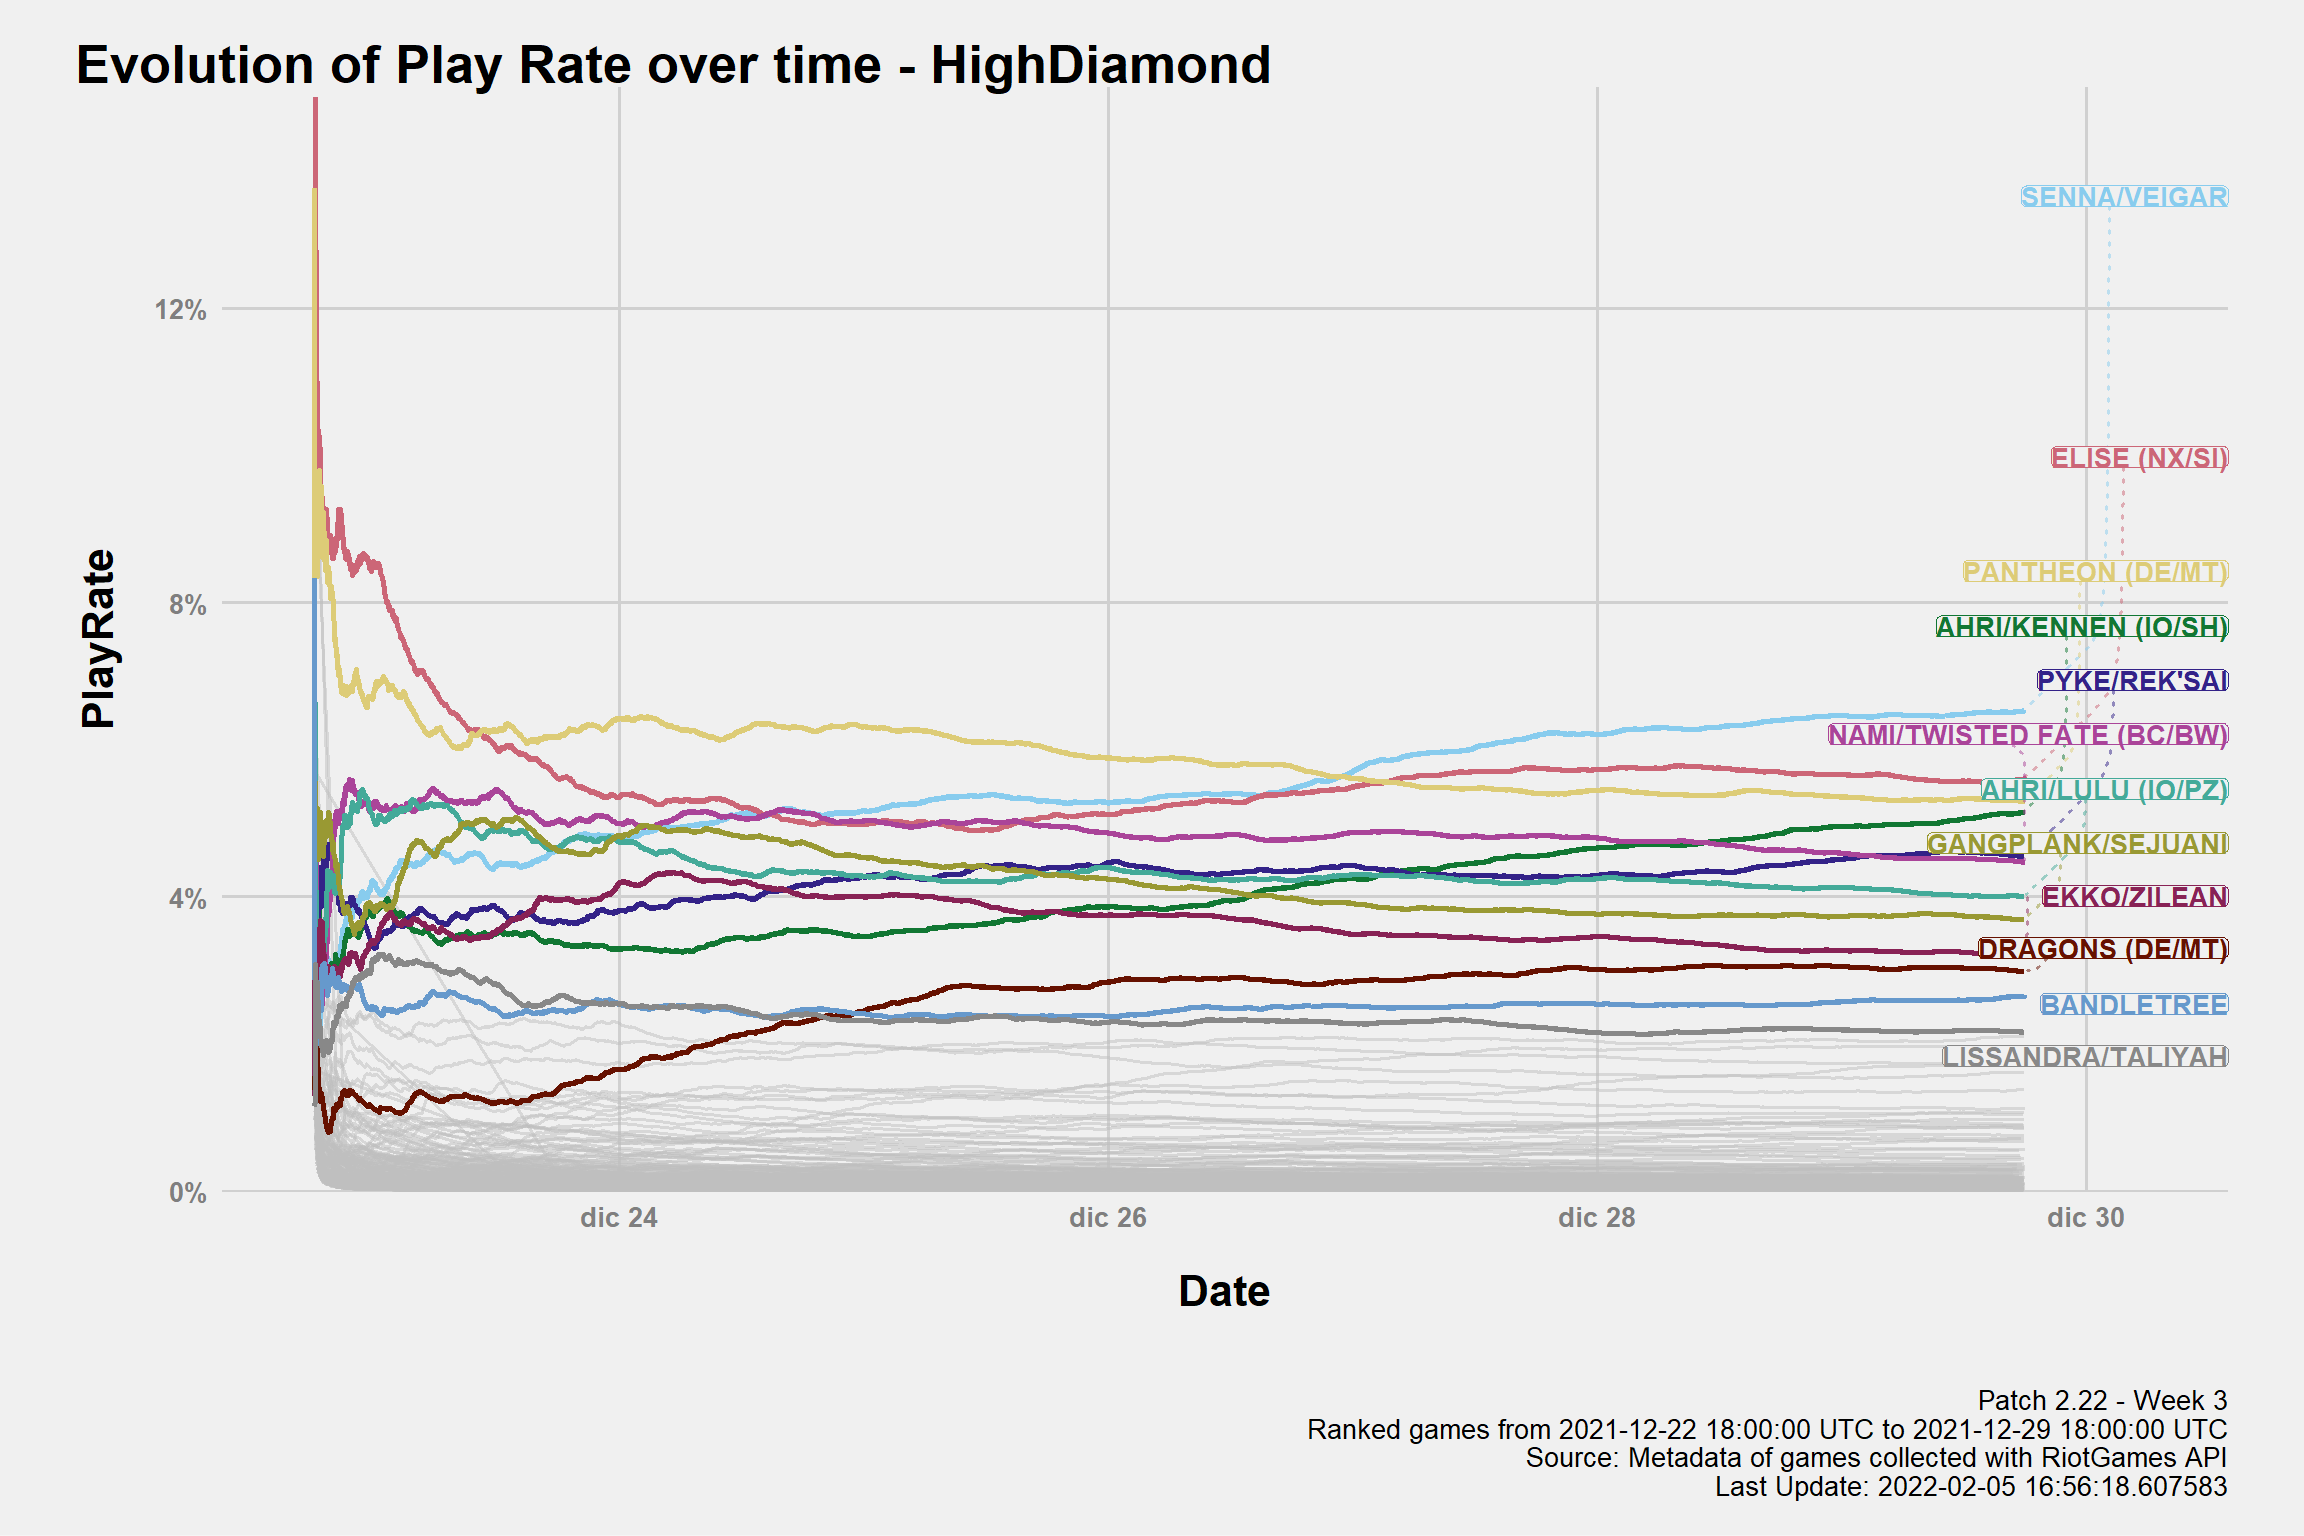 Evolution of Play Rate over time - HighDiamond
PlayRate
12%
8%
4%
0%
SENNA/VEIGAR
ELISE (NX/SI)
PANTHEON (DE/MT)
AHRI/KENNEN (IO/SH)
PYKE/REK'SAI
NAMI/TWISTED FATE (BC/BW)
AHRI/LULU (IO/PZ)
GANGPLANK/SEJUANI
EKKO/ZILEAN
DRAGONS (DE/MT)
BANDLETREE
LISSANDRA/TALIYAH
dic 24
dic 26
dic 28
dic 30
Date
Patch 2.22 - Week 3
Ranked games from 2021-12-22 18:00:00 UTC to 2021-12-29 18:00:00 UTC
Source: Metadata of games collected with RiotGames API
Last Update: 2022-02-05 16:56:18.607583